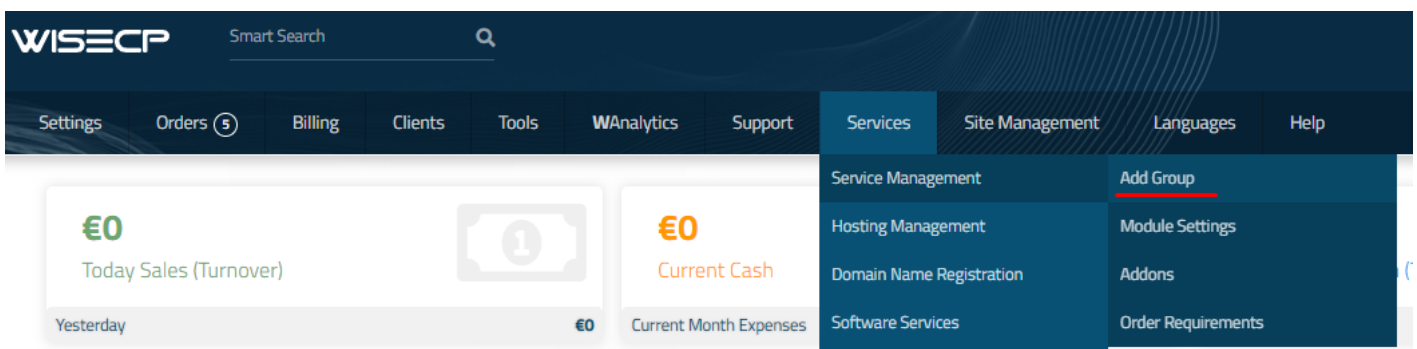 WISECP
Smart Search
Settings Orders 5 Billing Clients Tools WAnalytics Support Services Site Management Languages Help
Service Management Add Group
Hosting Management Module Settings
Domain Name Registration Addons
Software Services Order Requirements
€0
Today Sales (Turnover)
Yesterday €0
1
€0
Current Cash
Current Month Expenses